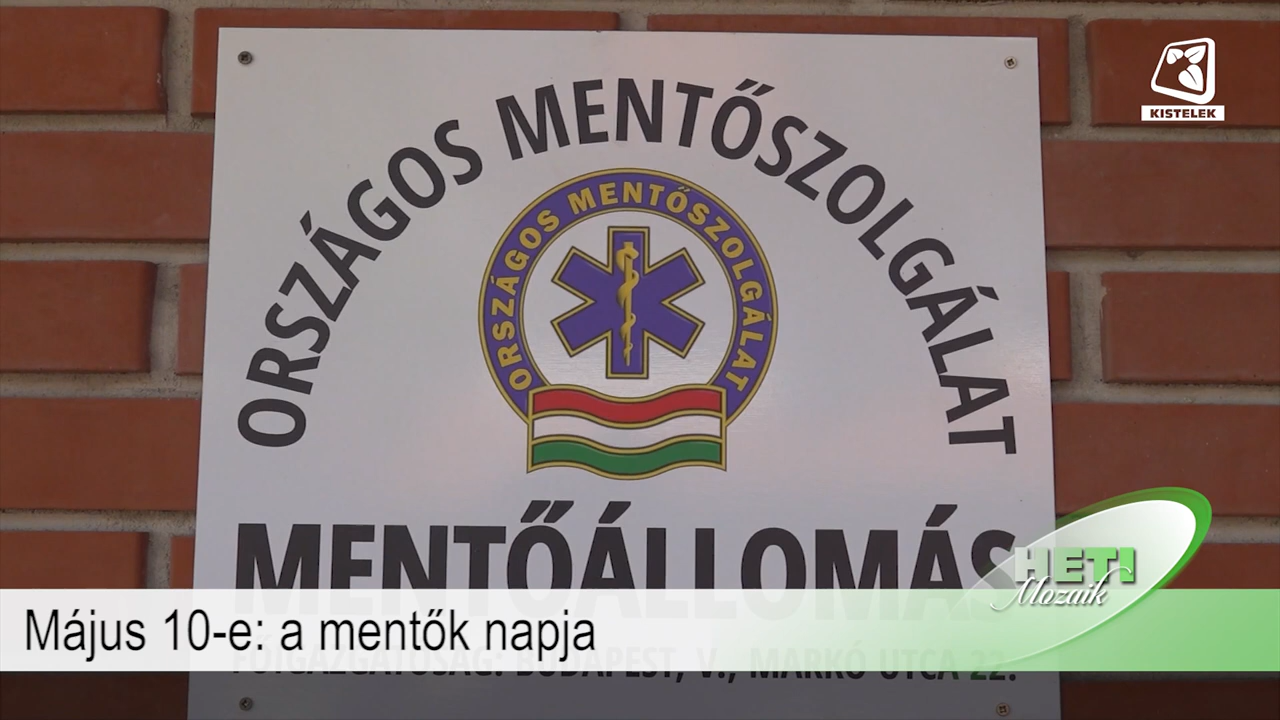 KISTELEK
ORSZÁGOS MENTŐSZOLGÁLAT
ORSZÁGOS MENTŐSZOLGÁLAT
MENTŐÁLLOMÁS
HETI
Mozaik
Május 10-e: a mentők napja
FŐIGAZGATÓSÁG: BUDAPEST, V., MARKÓ UTCA 22.